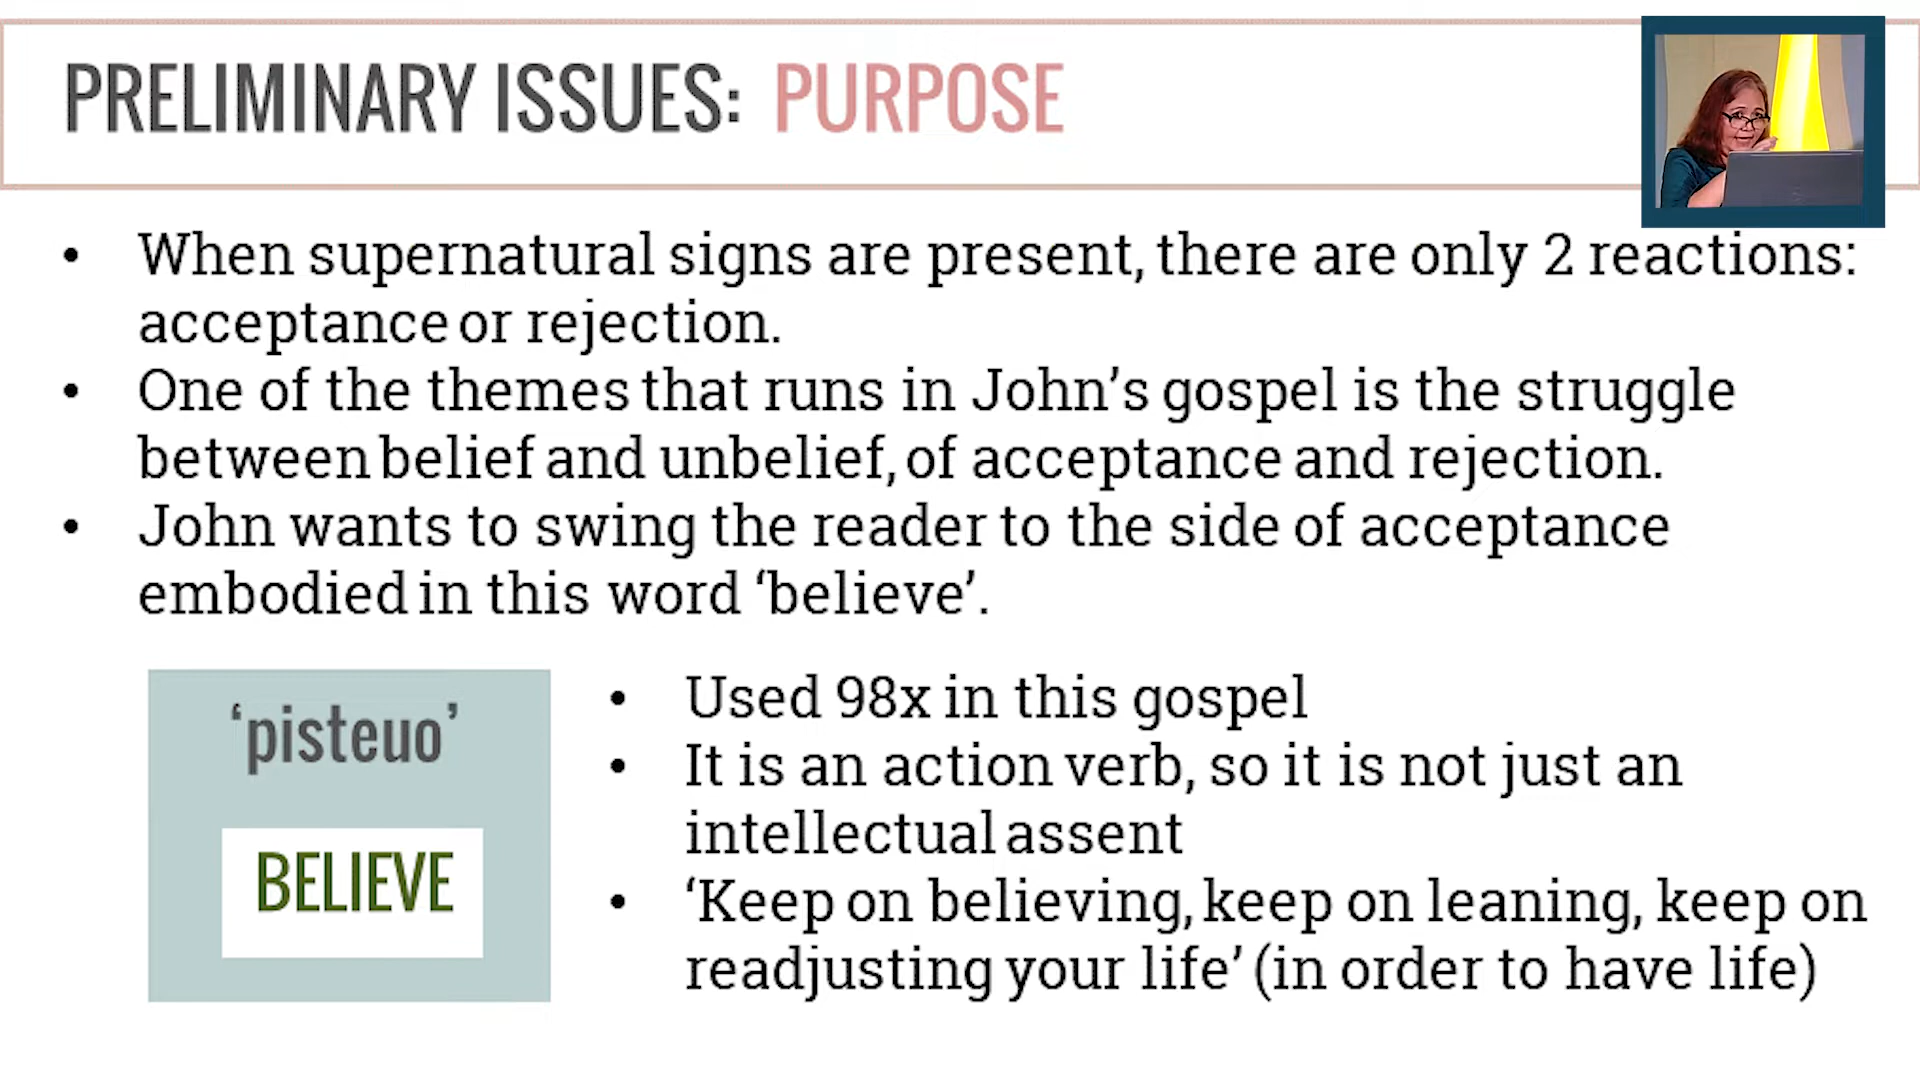 PRELIMINARY ISSUES: PURPOSE
• When supernatural signs are present, there are only 2 reactions:
acceptance or rejection.
• One of the themes that runs in John’s gospel is the struggle
between belief and unbelief, of acceptance and rejection.
• John wants to swing the reader to the side of acceptance
embodied in this word ‘believe’.
‘pisteuo’
BELIEVE
• Used 98x in this gospel
• It is an action verb, so it is not just an
intellectual assent
• ‘Keep on believing, keep on leaning, keep on
readjusting your life’ (in order to have life)